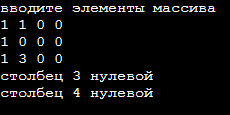 вводите элементы массива
1 1 0 0
1 0 0 0
1 3 0 0
столбец 3 нулевой
столбец 4 нулевой